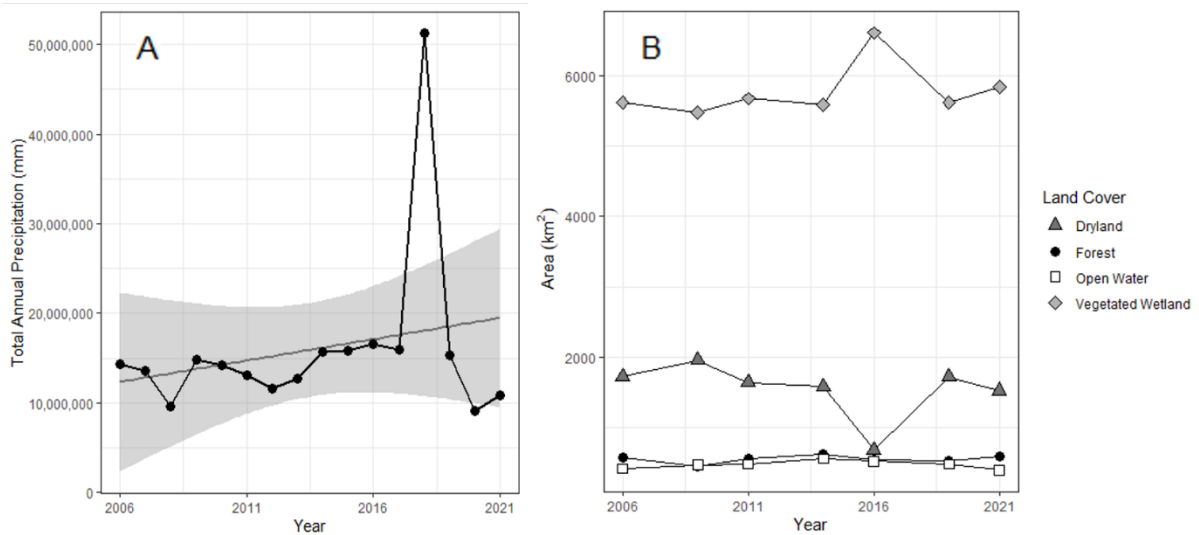 A
Total Annual Precipitation (mm)
50,000,000
40,000,000
30,000,000
20,000,000
10,000,000
0
2006
2011
2016
2021
Year
B
Area (km²)
6000
4000
2000
2006
2011
2016
2021
Year
Land Cover
Dryland
Forest
Open Water
Vegetated Wetland